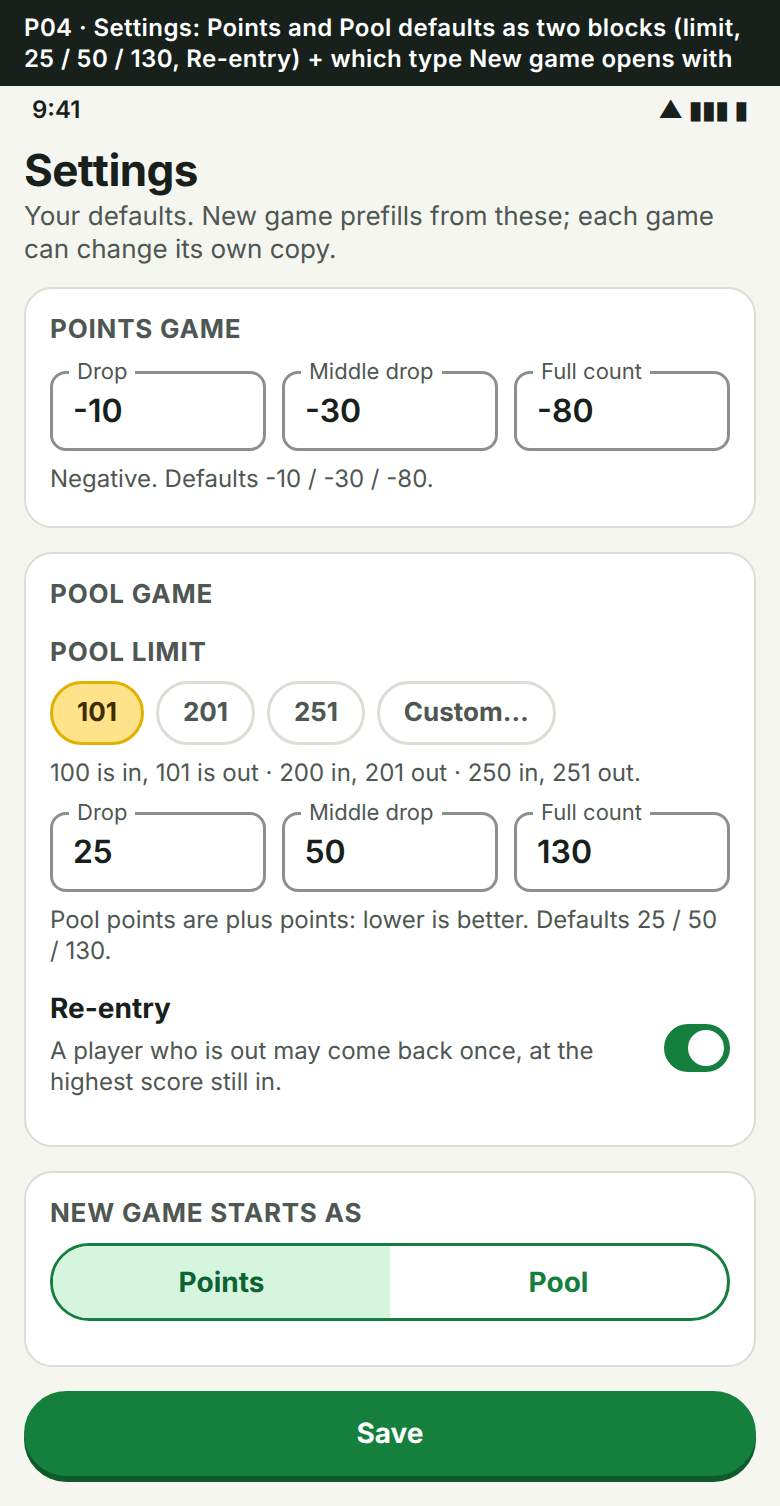 P04 · Settings: Points and Pool defaults as two blocks (limit,
25 / 50 / 130, Re-entry) + which type New game opens with
9:41
Settings
Your defaults. New game prefills from these; each game
can change its own copy.
POINTS GAME
Drop Middle drop Full count
-10 -30 -80
Negative. Defaults -10 / -30 / -80.
POOL GAME
POOL LIMIT
101 201 251 Custom...
100 is in, 101 is out · 200 in, 201 out · 250 in, 251 out.
Drop Middle drop Full count
25 50 130
Pool points are plus points: lower is better. Defaults 25 / 50
/ 130.
Re-entry
A player who is out may come back once, at the
highest score still in.
NEW GAME STARTS AS
Points Pool
Save